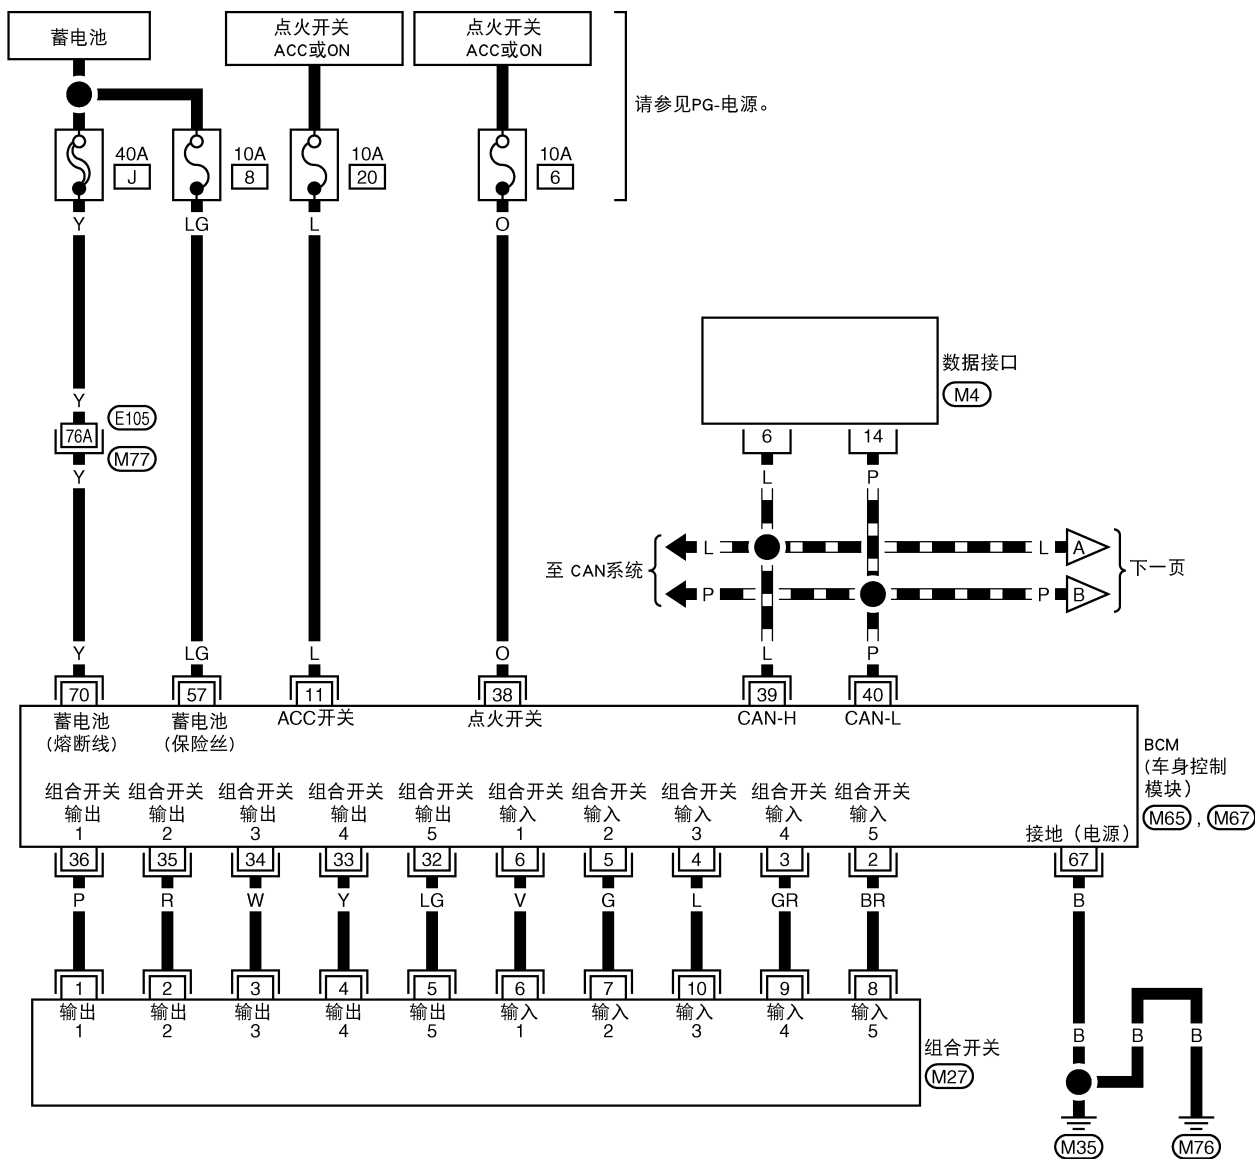 蓄电池
点火开关
ACC或ON
点火开关
ACC或ON
请参见PG-电源。
40A
J
10A
8
10A
20
10A
6
Y
LG
L
O
数据接口
M4
Y
E105
76A
M77
Y
6
14
L
P
至 CAN系统
L
L
A
P
P
B
下一页
Y
LG
L
O
L
P
70
57
11
38
39
40
蓄电池
(熔断线)
蓄电池
(保险丝)
ACC开关
点火开关
CAN-H
CAN-L
BCM
(车身控制
模块)
M65 , M67
组合开关
输出
1
组合开关
输出
2
组合开关
输出
3
组合开关
输出
4
组合开关
输出
5
组合开关
输入
1
组合开关
输入
2
组合开关
输入
3
组合开关
输入
4
组合开关
输入
5
接地 (电源)
36
35
34
33
32
6
5
4
3
2
67
P
R
W
Y
LG
V
G
L
GR
BR
B
1
2
3
4
5
6
7
10
9
8
输出
1
输出
2
输出
3
输出
4
输出
5
输入
1
输入
2
输入
3
输入
4
输入
5
组合开关
M27
B
B
B
M35
M76